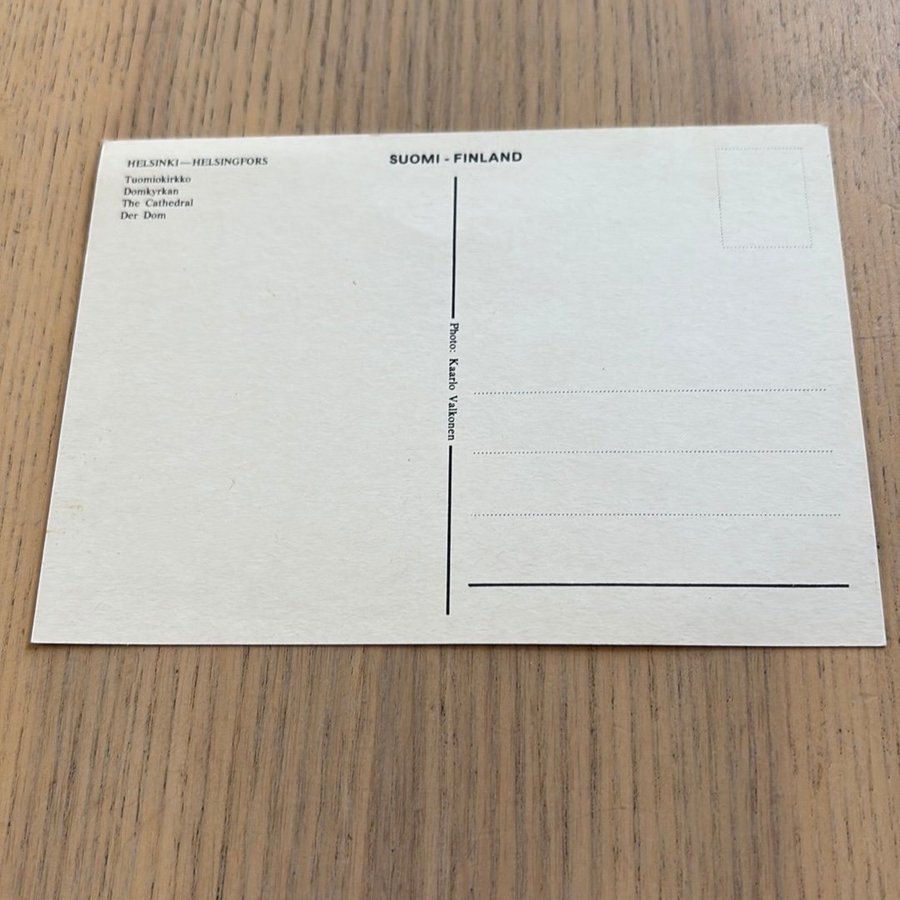 HELSINKI—HELSINGFORS
Tuomiokirkko
Domkyrkan
The Cathedral
Der Dom
SUOMI - FINLAND
Photo: Kaarlo Valkonen